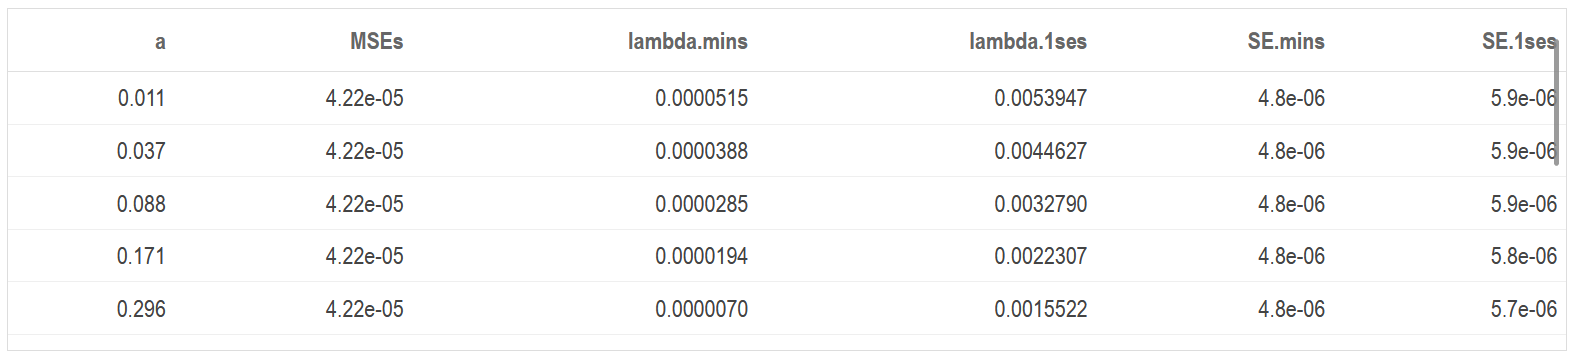 a MSEs lambda.mins lambda.1ses SE.mins SE.1ses
0.011 4.22e-05 0.0000515 0.0053947 4.8e-06 5.9e-06
0.037 4.22e-05 0.0000388 0.0044627 4.8e-06 5.9e-06
0.088 4.22e-05 0.0000285 0.0032790 4.8e-06 5.9e-06
0.171 4.22e-05 0.0000194 0.0022307 4.8e-06 5.8e-06
0.296 4.22e-05 0.0000070 0.0015522 4.8e-06 5.7e-06